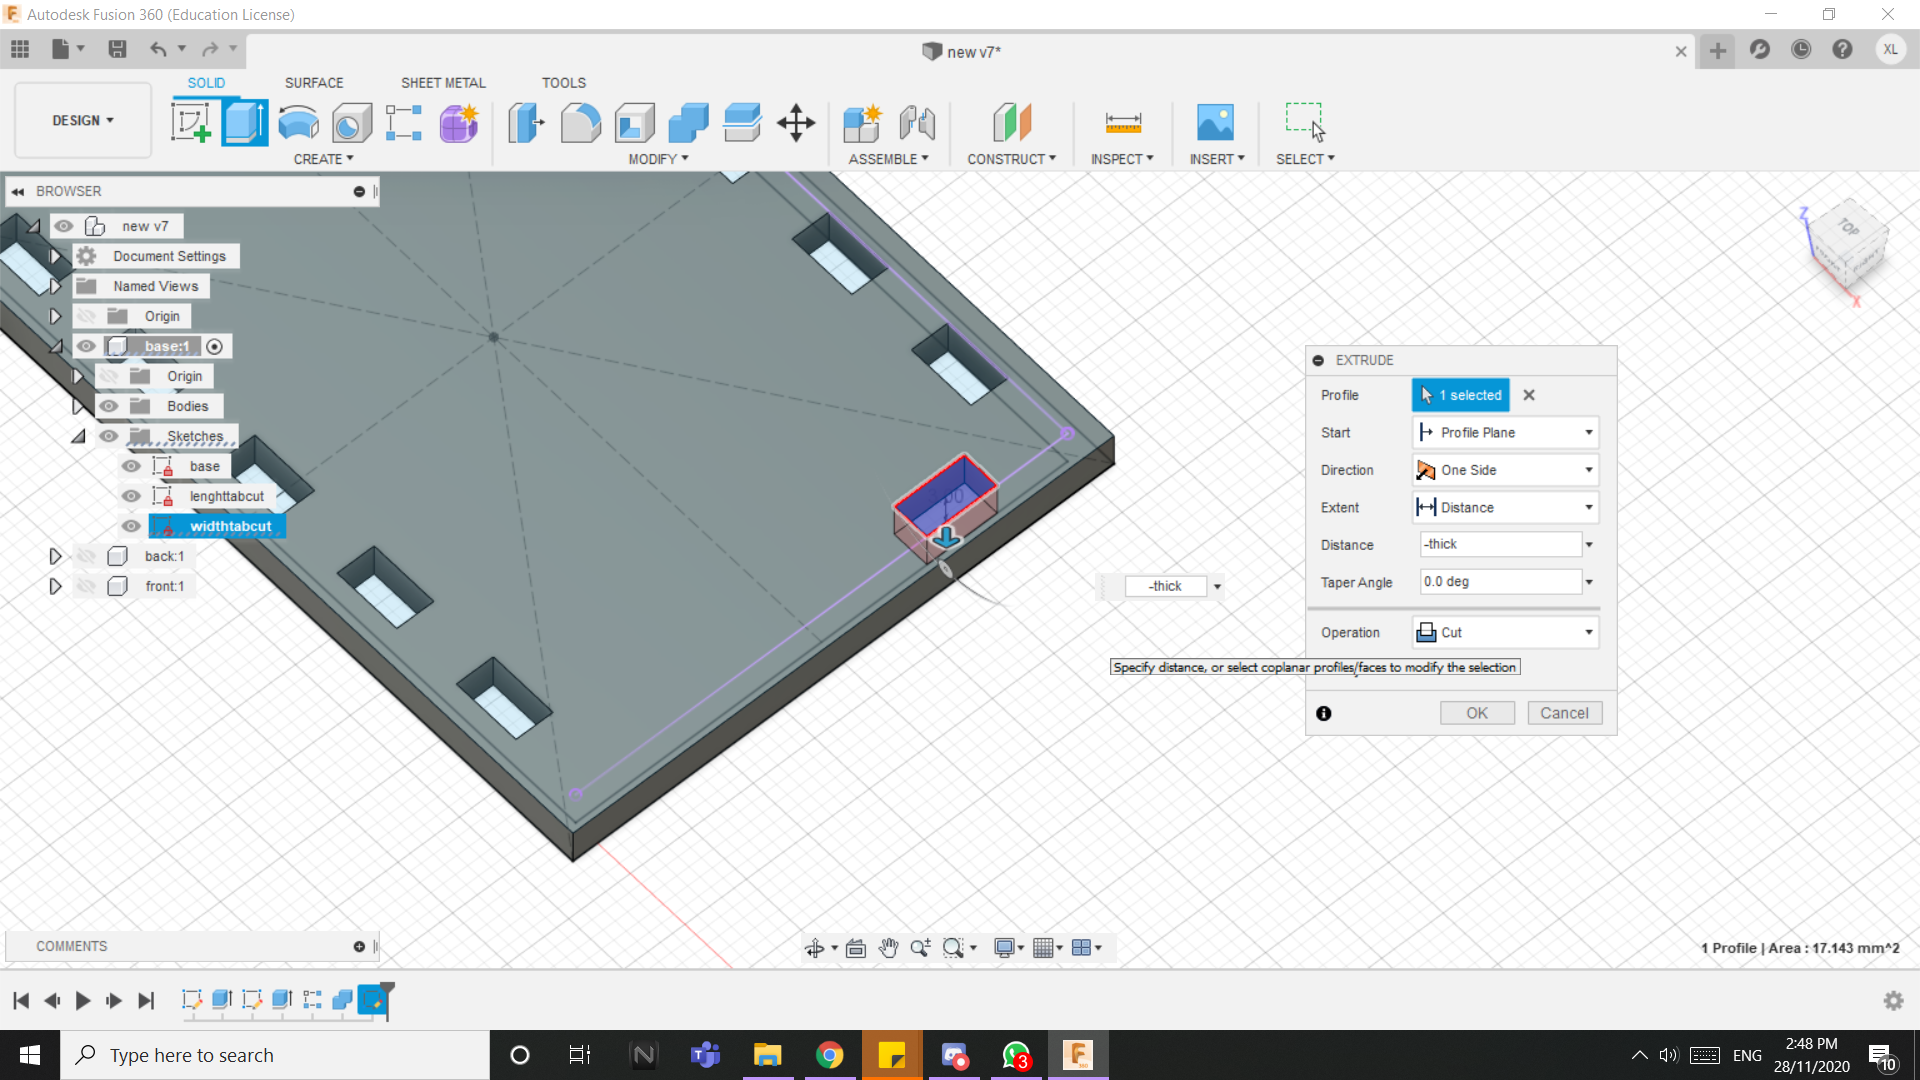 Autodesk Fusion 360 (Education License)
new v7*
XL
SOLID
SURFACE
SHEET METAL
TOOLS
DESIGN
CREATE
MODIFY
ASSEMBLE
CONSTRUCT
INSPECT
INSERT
SELECT
BROWSER
new v7
Document Settings
Named Views
Origin
base:1
Origin
Bodies
Sketches
base
lenghttabcut
widthtabcut
back:1
front:1
Z
TOP
X
EXTRUDE
Profile
1 selected
Start
Profile Plane
Direction
One Side
Extent
Distance
Distance
-thick
Taper Angle
0.0 deg
Operation
Cut
OK
Cancel
-thick
Specify distance, or select coplanar profiles/faces to modify the selection
COMMENTS
1 Profile | Area : 17.143 mm^2
Type here to search
3
ENG
2:48 PM
28/11/2020
10